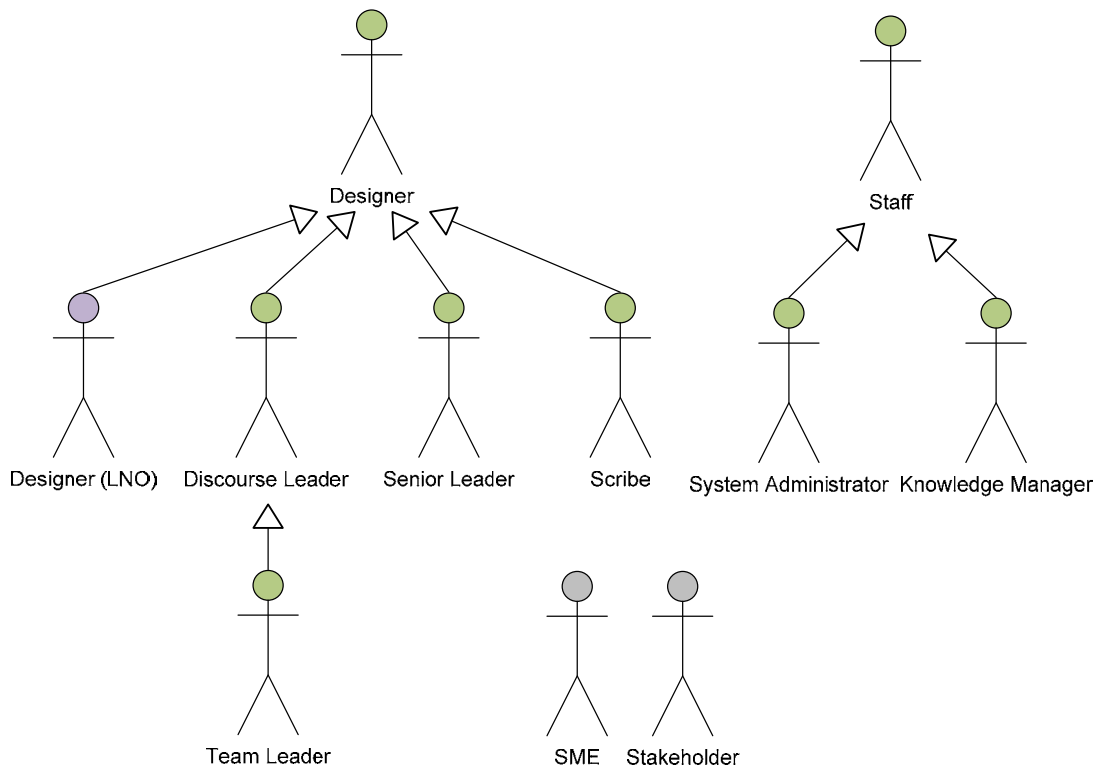 Designer
Staff
Designer (LNO)
Discourse Leader
Senior Leader
Scribe
System Administrator
Knowledge Manager
Team Leader
SME
Stakeholder